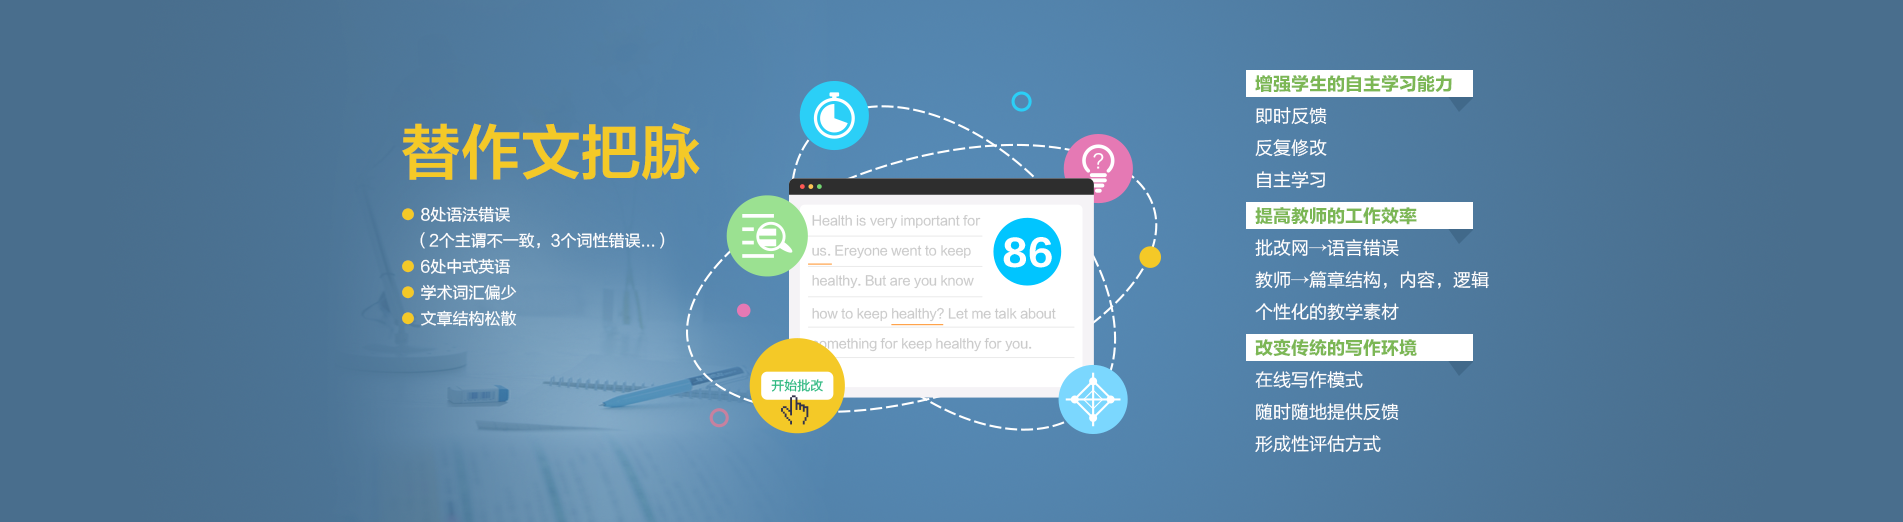 替作文把脉
8处语法错误
（2个主谓不一致，3个词性错误...）
6处中式英语
学术词汇偏少
文章结构松散
Health is very important for
us. Ereyone went to keep
healthy. But are you know
how to keep healthy? Let me talk about
something for keep healthy for you.
86
?
开始批改
增强学生的自主学习能力
即时反馈
反复修改
自主学习
提高教师的工作效率
批改网→语言错误
教师→篇章结构，内容，逻辑
个性化的教学素材
改变传统的写作环境
在线写作模式
随时随地提供反馈
形成性评估方式